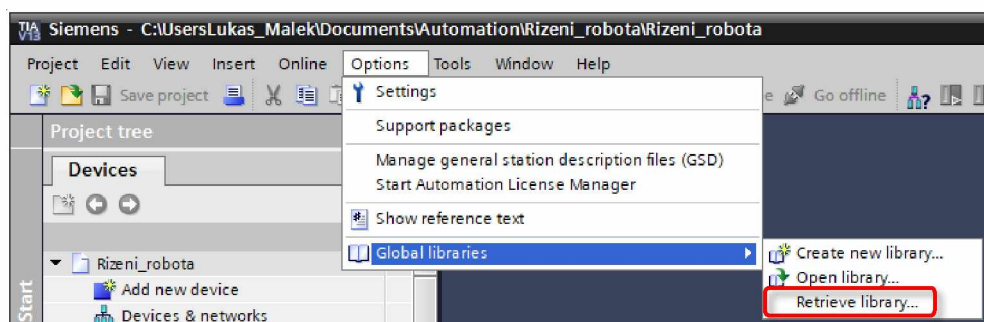 TIA V13 Siemens - C:\UsersLukas_Malek\Documents\Automation\Rizeni_robota\Rizeni_robota
Project Edit View Insert Online Options Tools Window Help
Save project
Go offline
Settings
Support packages
Manage general station description files (GSD)
Start Automation License Manager
Show reference text
Global libraries
Create new library...
Open library...
Retrieve library...
Project tree
Devices
Rizeni_robota
Add new device
Devices & networks
Start